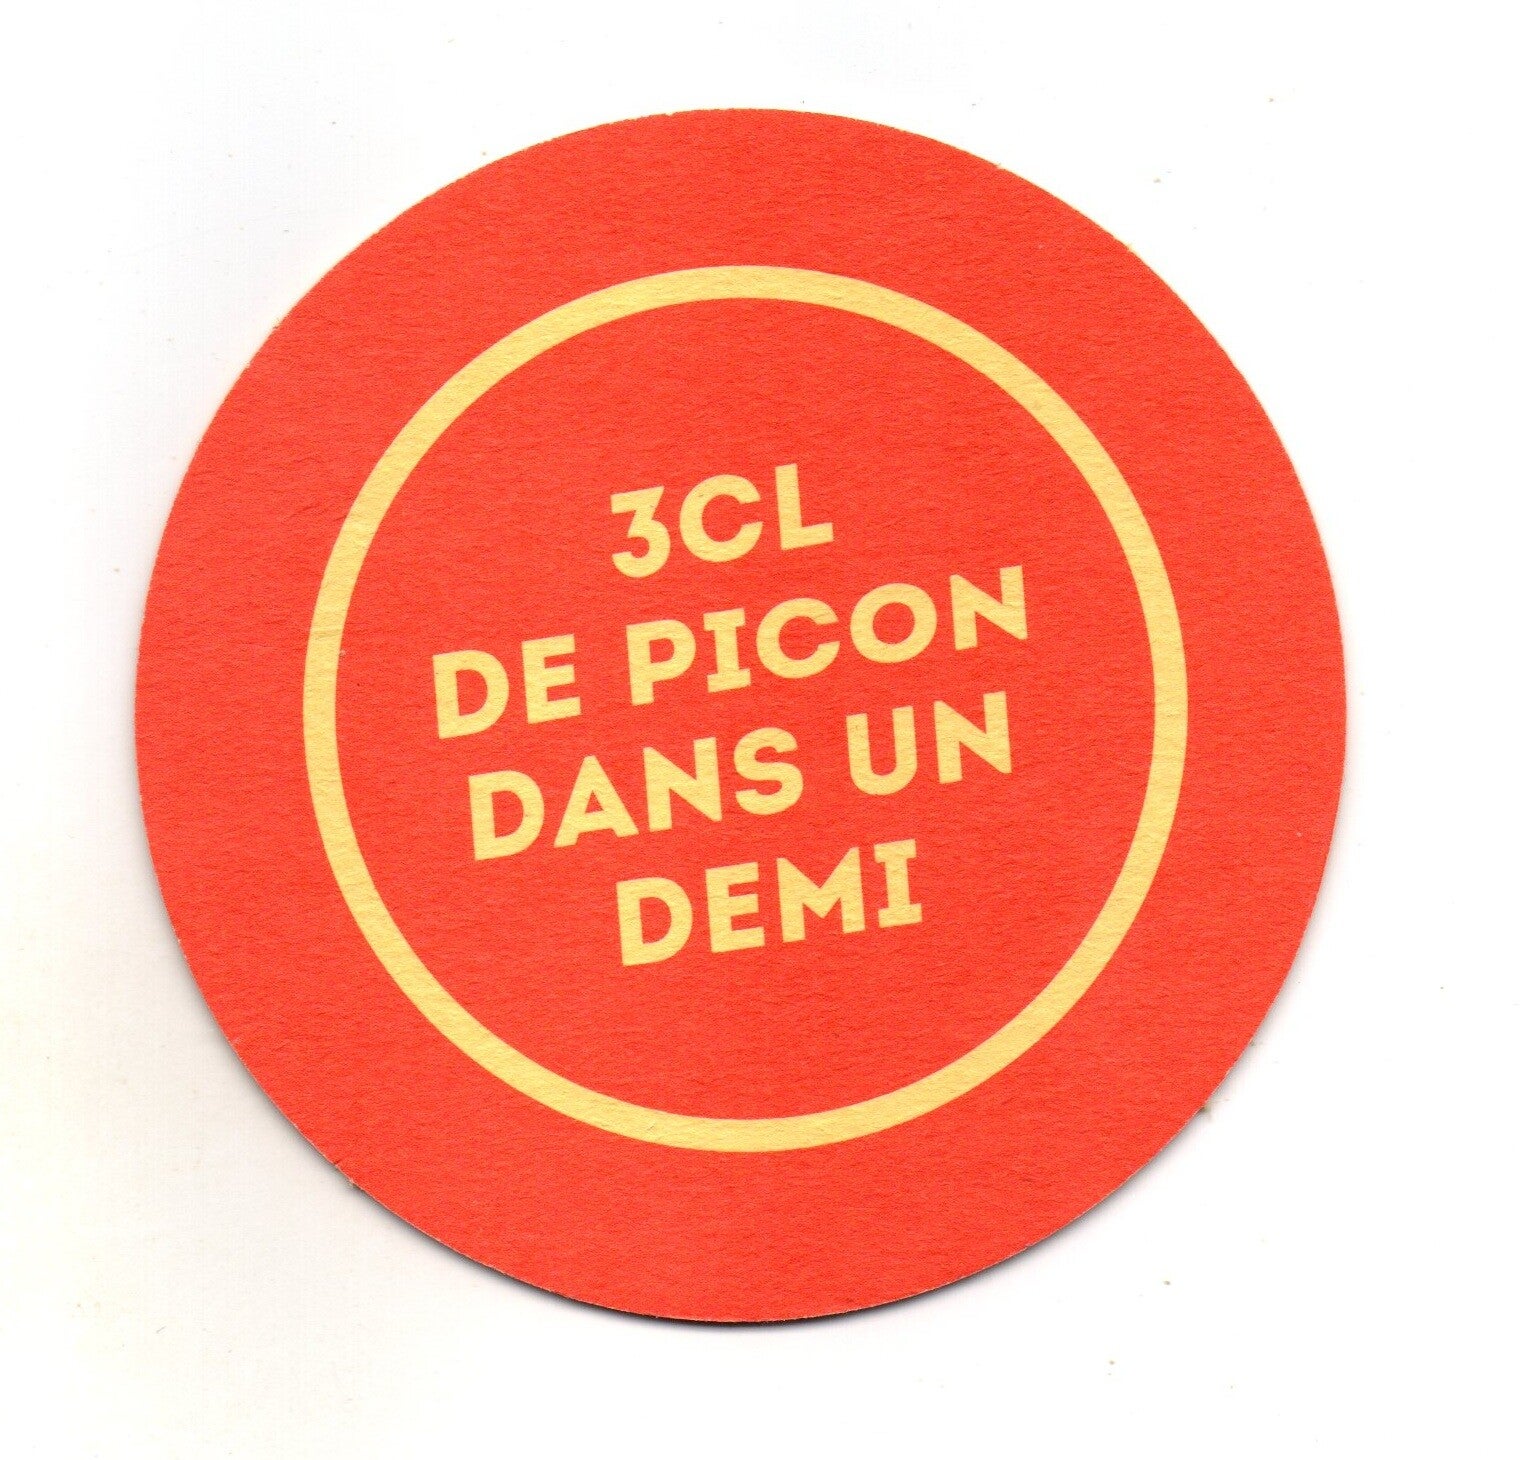 3CL
DE PICON
DANS UN
DEMI